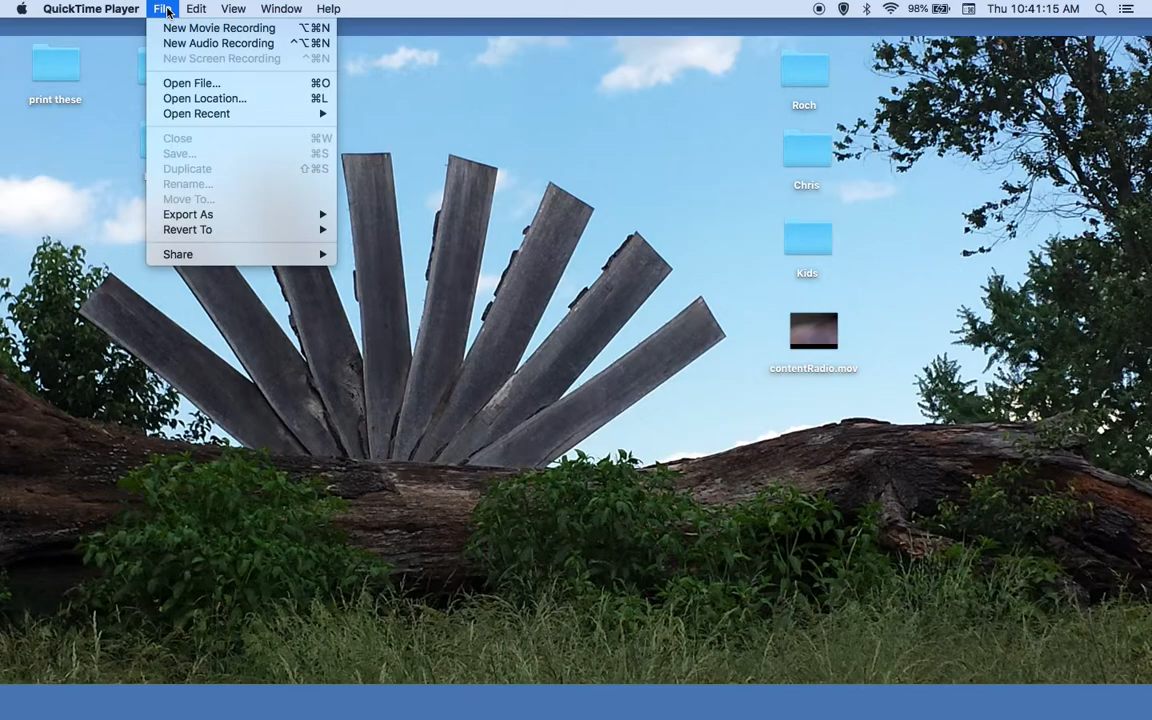 QuickTime Player File Edit View Window Help 98% Thu 10:41:15 AM
New Movie Recording ⌥⌘N
New Audio Recording ^⌥⌘N
New Screen Recording ^⌘N
Open File... ⌘O
Open Location... ⌘L
Open Recent
Close ⌘W
Save... ⌘S
Duplicate ⇧⌘S
Rename...
Move To...
Export As
Revert To
Share
print these
Roch
Chris
Kids
contentRadio.mov